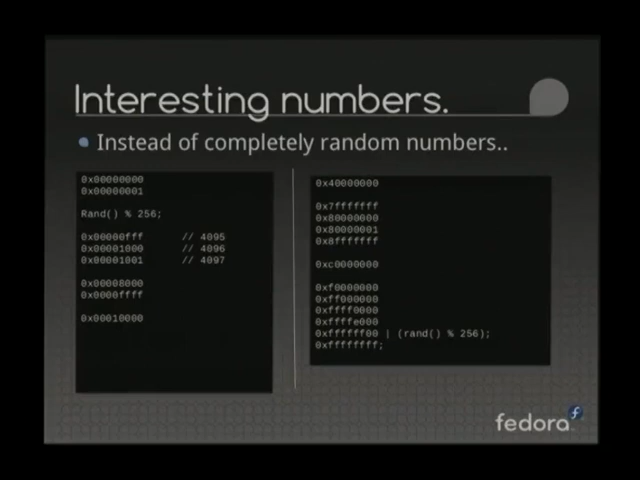 Interesting numbers.
Instead of completely random numbers..
0x00000000
0x00000001
Rand() % 256;
0x00000fff // 4095
0x00001000 // 4096
0x00001001 // 4097
0x00008000
0x0000ffff
0x00010000
0x40000000
0x7fffffff
0x80000000
0x80000001
0x8fffffff
0xc0000000
0xf0000000
0xff000000
0xffff0000
0xffffe000
0xffffff00 | (rand() % 256);
0xffffffff;
fedora